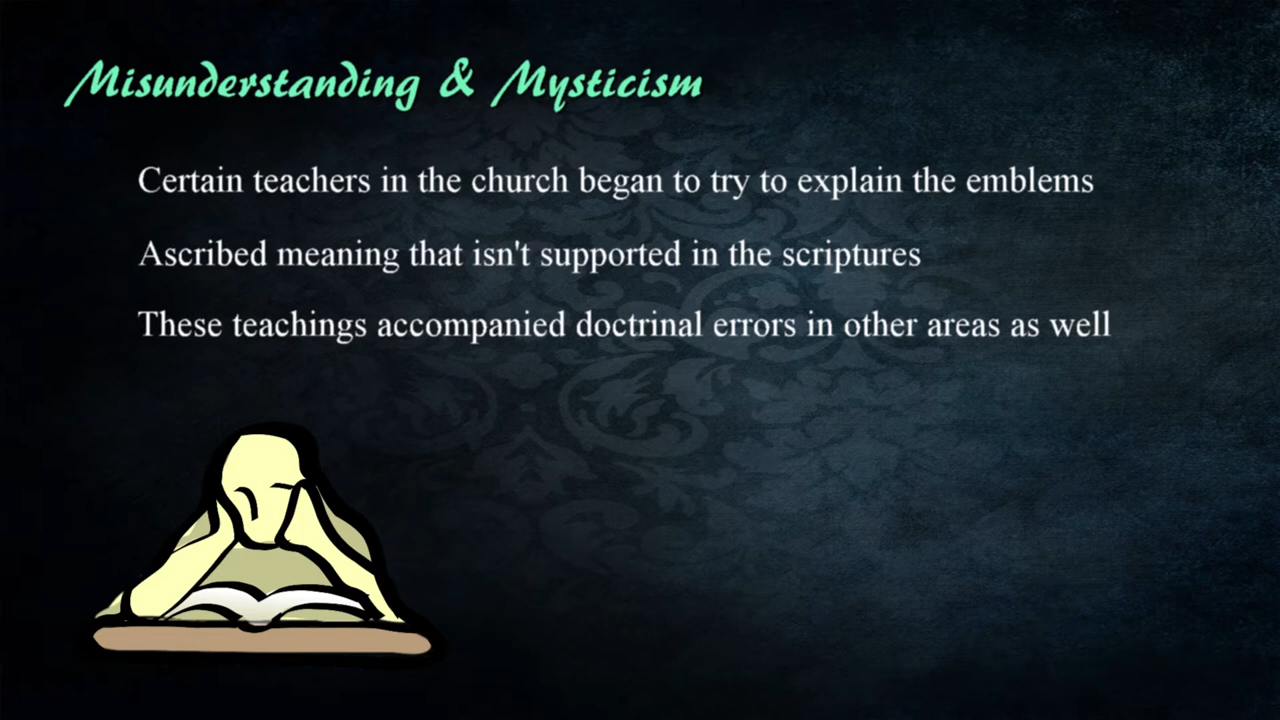 Misunderstanding & Mysticism
Certain teachers in the church began to try to explain the emblems
Ascribed meaning that isn't supported in the scriptures
These teachings accompanied doctrinal errors in other areas as well